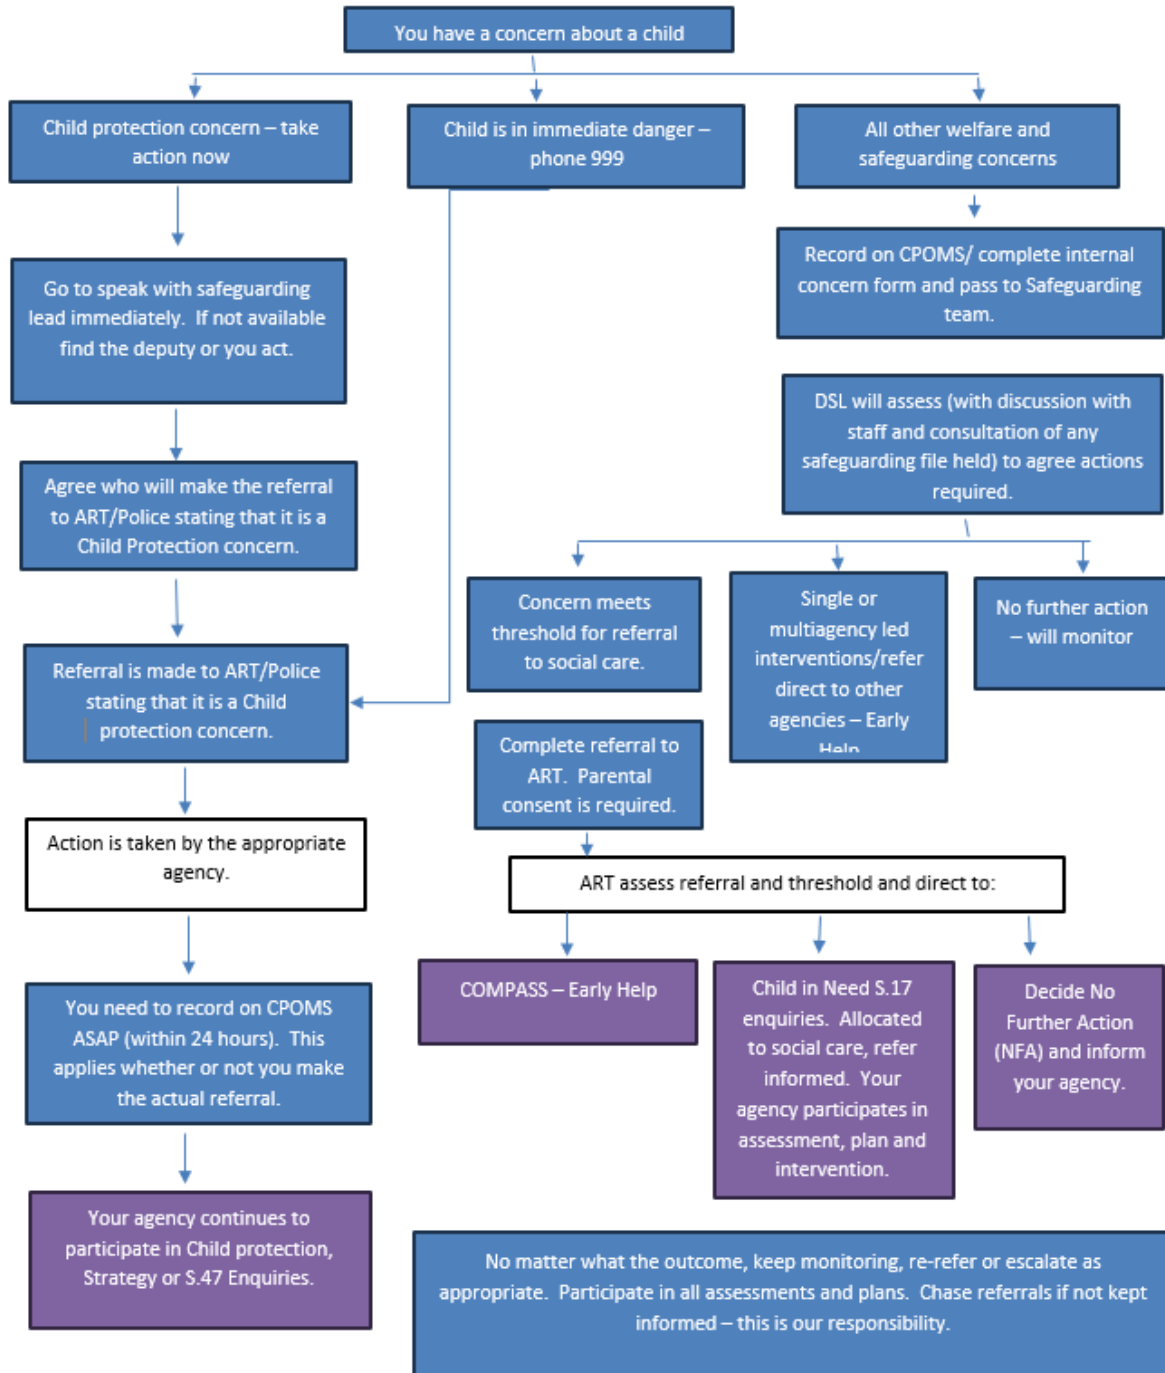 You have a concern about a child
Child protection concern – take
action now
Child is in immediate danger –
phone 999
All other welfare and
safeguarding concerns
Go to speak with safeguarding
lead immediately.  If not available
find the deputy or you act.
Record on CPOMS/ complete internal
concern form and pass to Safeguarding
team.
DSL will assess (with discussion with
staff and consultation of any
safeguarding file held) to agree actions
required.
Agree who will make the referral
to ART/Police stating that it is a
Child Protection concern.
Concern meets
threshold for referral
to social care.
Single or
multiagency led
interventions/refer
direct to other
agencies – Early
Help
No further action
– will monitor
Referral is made to ART/Police
stating that it is a Child
protection concern.
Complete referral to
ART.  Parental
consent is required.
Action is taken by the appropriate
agency.
ART assess referral and threshold and direct to:
You need to record on CPOMS
ASAP (within 24 hours).  This
applies whether or not you make
the actual referral.
COMPASS – Early Help
Child in Need S.17
enquiries.  Allocated
to social care, refer
informed.  Your
agency participates in
assessment, plan and
intervention.
Decide No
Further Action
(NFA) and inform
your agency.
Your agency continues to
participate in Child protection,
Strategy or S.47 Enquiries.
No matter what the outcome, keep monitoring, re-refer or escalate as
appropriate.  Participate in all assessments and plans.  Chase referrals if not kept
informed – this is our responsibility.